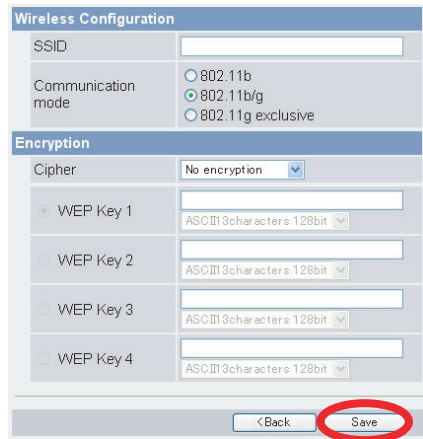 Wireless Configuration
SSID
Communication
mode
802.11b
802.11b/g
802.11g exclusive
Encryption
Cipher
No encryption
WEP Key 1
ASCII13characters 128bit
WEP Key 2
ASCII13characters 128bit
WEP Key 3
ASCII13characters 128bit
WEP Key 4
ASCII13characters 128bit
<Back
Save